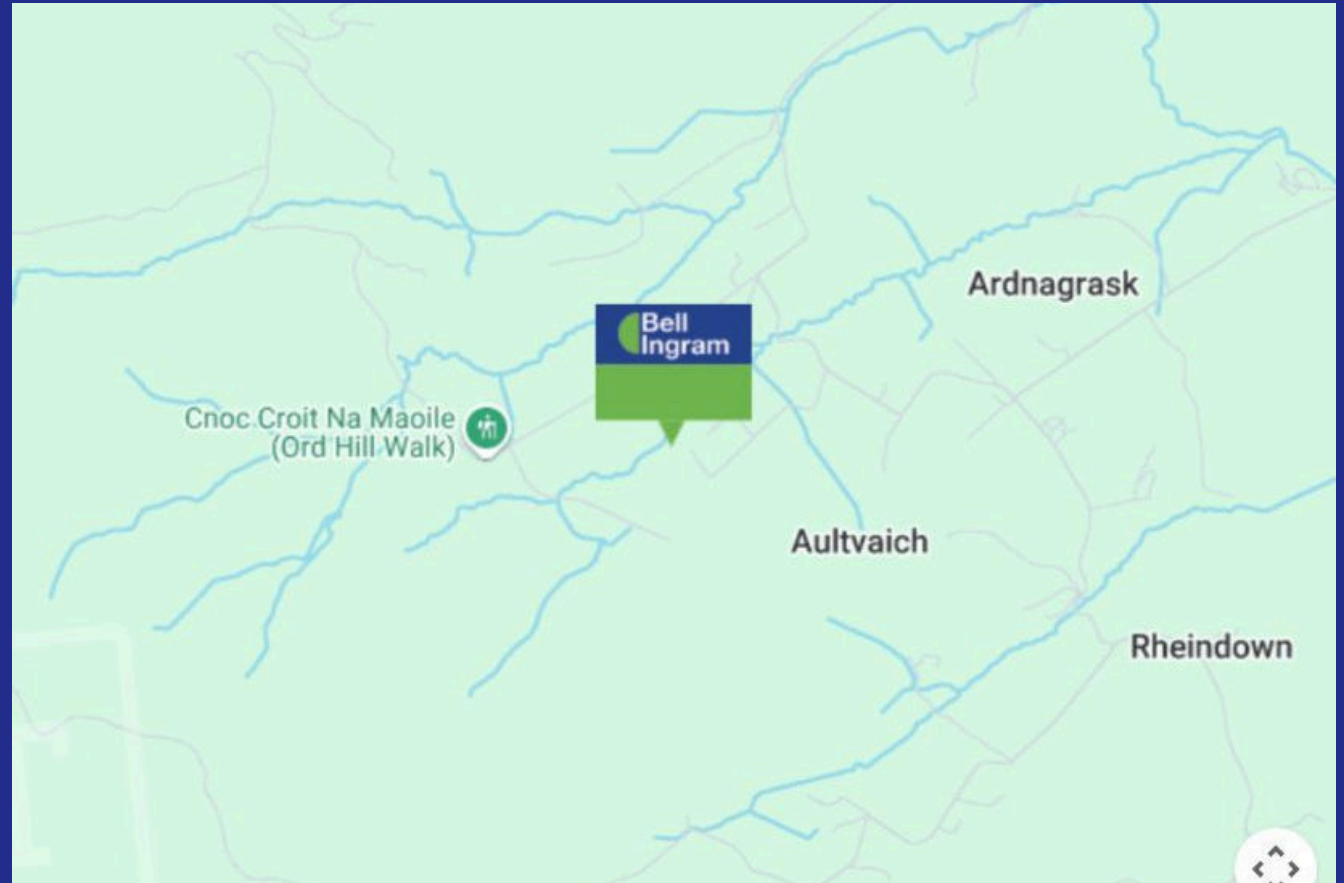 Ardnagrask
Bell
Ingram
Cnoc Croit Na Maoile
(Ord Hill Walk)
Aultvaich
Rheindown